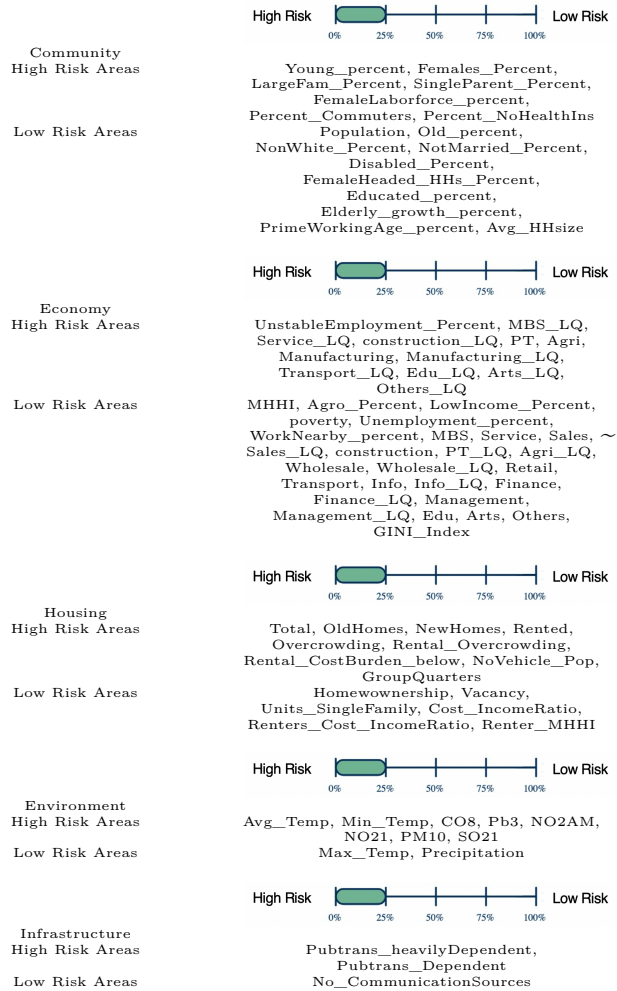 High Risk Low Risk
0% 25% 50% 75% 100%
Community
High Risk Areas Young_percent, Females_Percent,
LargeFam_Percent, SingleParent_Percent,
FemaleLaborforce_percent,
Percent_Commuters, Percent_NoHealthIns
Low Risk Areas Population, Old_percent,
NonWhite_Percent, NotMarried_Percent,
Disabled_Percent,
FemaleHeaded_HHs_Percent,
Educated_percent,
Elderly_growth_percent,
PrimeWorkingAge_percent, Avg_HHsize
High Risk Low Risk
0% 25% 50% 75% 100%
Economy
High Risk Areas UnstableEmployment_Percent, MBS_LQ,
Service_LQ, construction_LQ, PT, Agri,
Manufacturing, Manufacturing_LQ,
Transport_LQ, Edu_LQ, Arts_LQ,
Others_LQ
Low Risk Areas MHHI, Agro_Percent, LowIncome_Percent,
poverty, Unemployment_percent,
WorkNearby_percent, MBS, Service, Sales, ~
Sales_LQ, construction, PT_LQ, Agri_LQ,
Wholesale, Wholesale_LQ, Retail,
Transport, Info, Info_LQ, Finance,
Finance_LQ, Management,
Management_LQ, Edu, Arts, Others,
GINI_Index
High Risk Low Risk
0% 25% 50% 75% 100%
Housing
High Risk Areas Total, OldHomes, NewHomes, Rented,
Overcrowding, Rental_Overcrowding,
Rental_CostBurden_below, NoVehicle_Pop,
GroupQuarters
Low Risk Areas Homewownership, Vacancy,
Units_SingleFamily, Cost_IncomeRatio,
Renters_Cost_IncomeRatio, Renter_MHHI
High Risk Low Risk
0% 25% 50% 75% 100%
Environment
High Risk Areas Avg_Temp, Min_Temp, CO8, Pb3, NO2AM,
NO21, PM10, SO21
Low Risk Areas Max_Temp, Precipitation
High Risk Low Risk
0% 25% 50% 75% 100%
Infrastructure
High Risk Areas Pubtrans_heavilyDependent,
Pubtrans_Dependent
Low Risk Areas No_CommunicationSources